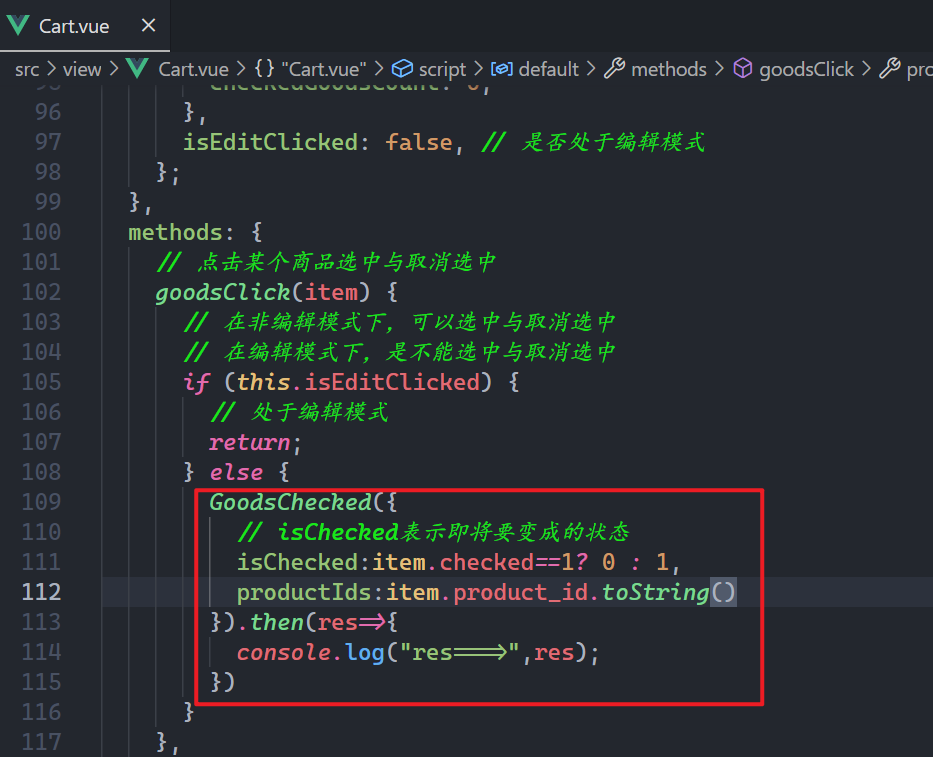 Cart.vue ×
src > view > Cart.vue > {} "Cart.vue" > script > default > methods > goodsClick > pro
95 checkedGoodsCount: 0,
96 },
97 isEditClicked: false, // 是否处于编辑模式
98 };
99 },
100 methods: {
101 // 点击某个商品选中与取消选中
102 goodsClick(item) {
103 // 在非编辑模式下，可以选中与取消选中
104 // 在编辑模式下，是不能选中与取消选中
105 if (this.isEditClicked) {
106 // 处于编辑模式
107 return;
108 } else {
109 GoodsChecked({
110 // isChecked表示即将要变成的状态
111 isChecked:item.checked==1? 0 : 1,
112 productIds:item.product_id.toString()
113 }).then(res=>{
114 console.log("res===>",res);
115 })
116 }
117 },